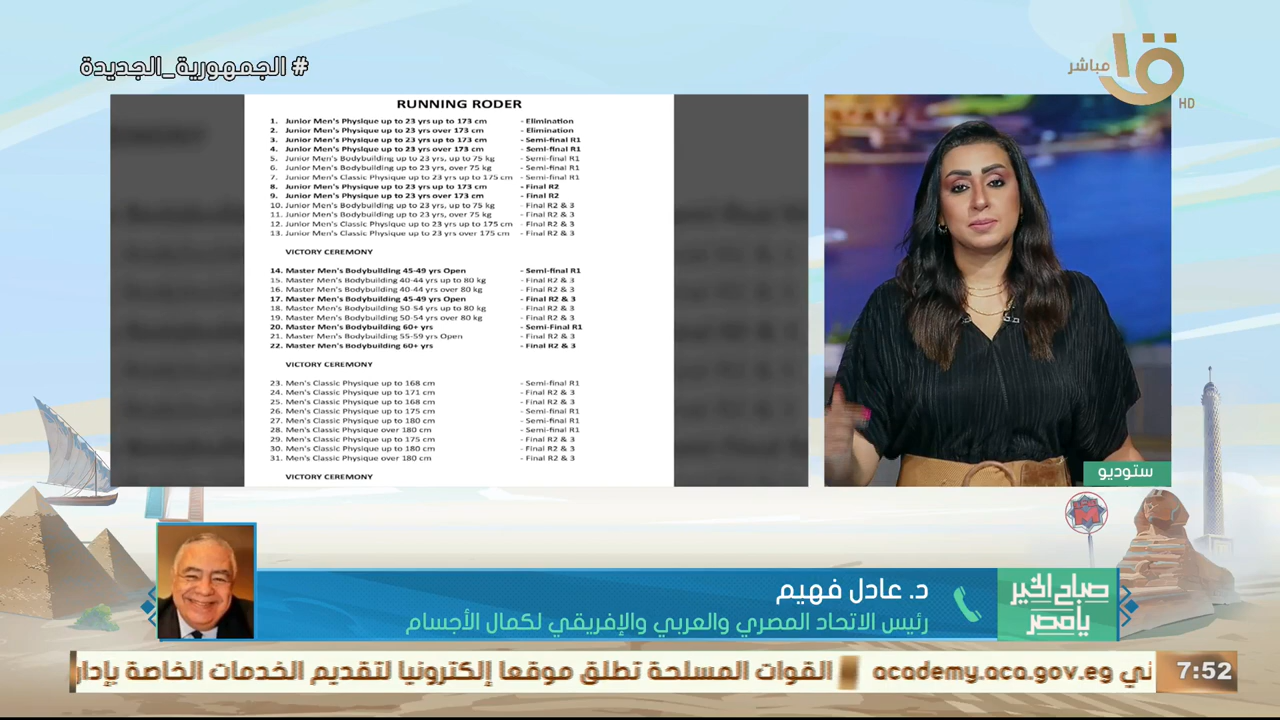 # الجمهورية_الجديدة
مباشر
HD
RUNNING RODER
1. Junior Men's Physique up to 23 yrs up to 173 cm - Elimination
2. Junior Men's Physique up to 23 yrs over 173 cm - Elimination
3. Junior Men's Physique up to 23 yrs up to 173 cm - Semi-final R1
4. Junior Men's Physique up to 23 yrs over 173 cm - Semi-final R1
5. Junior Men's Bodybuilding up to 23 yrs, up to 75 kg - Semi-final R1
6. Junior Men's Bodybuilding up to 23 yrs, over 75 kg - Semi-final R1
7. Junior Men's Classic Physique up to 23 yrs up to 175 cm - Semi-final R1
8. Junior Men's Physique up to 23 yrs up to 173 cm - Final R2
9. Junior Men's Physique up to 23 yrs over 173 cm - Final R2
10. Junior Men's Bodybuilding up to 23 yrs, up to 75 kg - Final R2 & 3
11. Junior Men's Bodybuilding up to 23 yrs, over 75 kg - Final R2 & 3
12. Junior Men's Classic Physique up to 23 yrs up to 175 cm - Final R2 & 3
13. Junior Men's Classic Physique up to 23 yrs over 175 cm - Final R2 & 3
VICTORY CEREMONY
14. Master Men's Bodybuilding 45-49 yrs Open - Semi-final R1
15. Master Men's Bodybuilding 40-44 yrs up to 80 kg - Final R2 & 3
16. Master Men's Bodybuilding 40-44 yrs over 80 kg - Final R2 & 3
17. Master Men's Bodybuilding 45-49 yrs Open - Final R2 & 3
18. Master Men's Bodybuilding 50-54 yrs up to 80 kg - Final R2 & 3
19. Master Men's Bodybuilding 50-54 yrs over 80 kg - Final R2 & 3
20. Master Men's Bodybuilding 60+ yrs - Semi-Final R1
21. Master Men's Bodybuilding 55-59 yrs Open - Final R2 & 3
22. Master Men's Bodybuilding 60+ yrs - Final R2 & 3
VICTORY CEREMONY
23. Men's Classic Physique up to 168 cm - Semi-final R1
24. Men's Classic Physique up to 171 cm - Final R2 & 3
25. Men's Classic Physique up to 168 cm - Final R2 & 3
26. Men's Classic Physique up to 175 cm - Semi-final R1
27. Men's Classic Physique up to 180 cm - Semi-final R1
28. Men's Classic Physique over 180 cm - Semi-final R1
29. Men's Classic Physique up to 175 cm - Final R2 & 3
30. Men's Classic Physique up to 180 cm - Final R2 & 3
31. Men's Classic Physique over 180 cm - Final R2 & 3
VICTORY CEREMONY
ستوديو
صباح الخير
يا مصر
د. عادل فهيم
رئيس الاتحاد المصري والعربي والإفريقي لكمال الأجسام
7:52
academy.aca.gov.eg القوات المسلحة تطلق موقعا إلكترونيا لتقديم الخدمات الخاصة